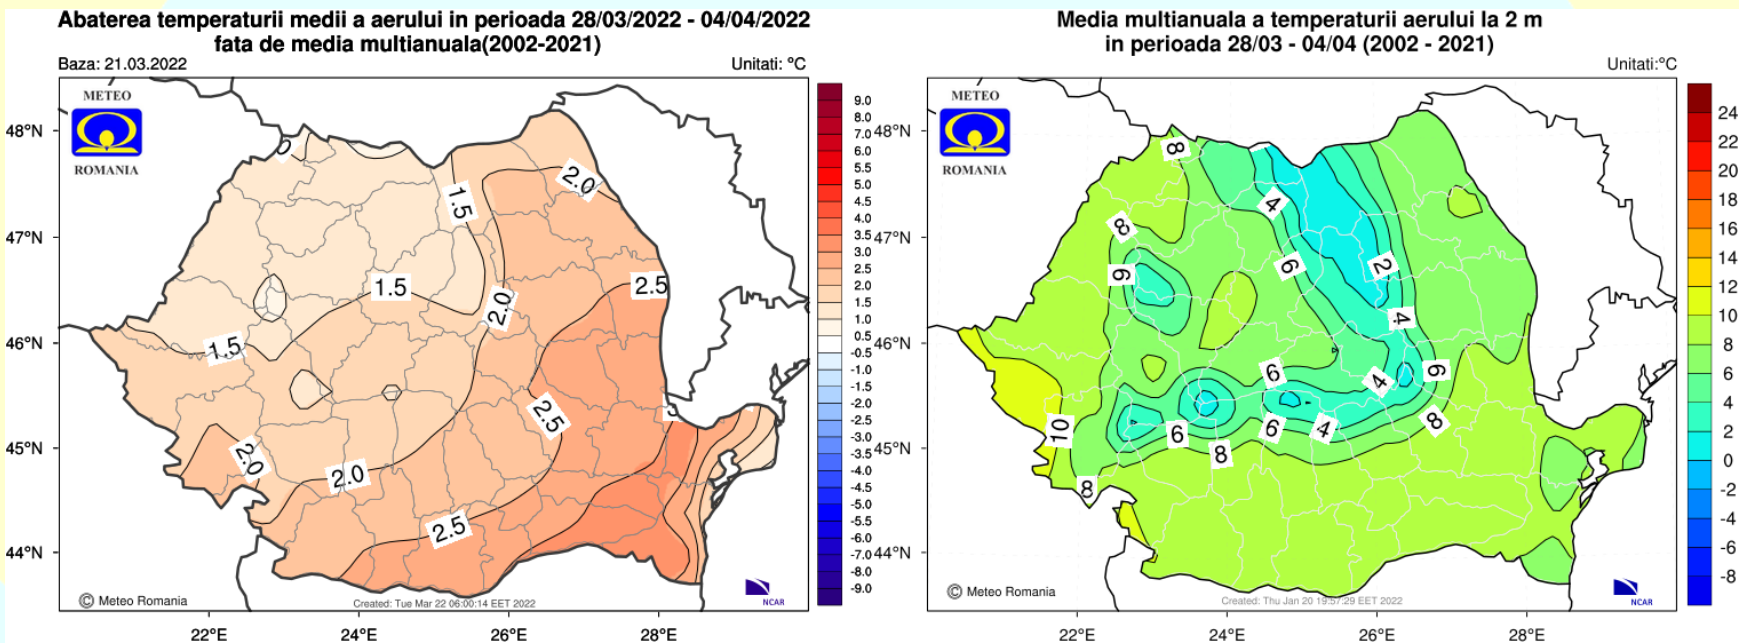 Abaterea temperaturii medii a aerului in perioada 28/03/2022 - 04/04/2022
fata de media multianuala(2002-2021)
Baza: 21.03.2022
Unitati: °C
METEO
ROMANIA
48°N
47°N
46°N
45°N
44°N
22°E
24°E
26°E
28°E
1.5
2.0
1.5
2.0
2.5
1.5
2.5
2.0
2.0
2.5
9.0
8.0
7.0
6.0
5.5
5.0
4.5
4.0
3.5
3.0
2.5
2.0
1.5
1.0
0.5
-0.5
-1.0
-1.5
-2.0
-2.5
-3.0
-3.5
-4.0
-4.5
-5.0
-5.5
-6.0
-7.0
-8.0
-9.0
© Meteo Romania
Created: Tue Mar 22 06:00:14 EET 2022
NCAR
Media multianuala a temperaturii aerului la 2 m
in perioada 28/03 - 04/04 (2002 - 2021)
Unitati:°C
METEO
ROMANIA
48°N
47°N
46°N
45°N
44°N
22°E
24°E
26°E
28°E
8
4
8
6
6
2
4
6
4
6
8
10
6
6
4
8
8
24
22
20
18
16
14
12
10
8
6
4
2
0
-2
-4
-6
-8
© Meteo Romania
Created: Thu Jan 20 19:57:29 EET 2022
NCAR